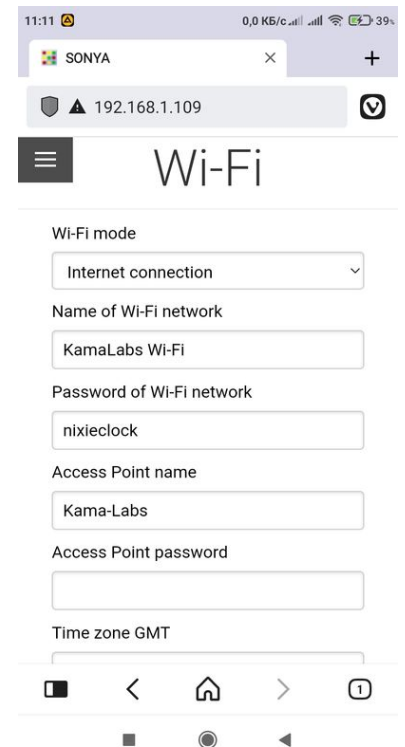 11:11 0,0 КБ/с 39%
SONYA
192.168.1.109
Wi-Fi
Wi-Fi mode
Internet connection
Name of Wi-Fi network
KamaLabs Wi-Fi
Password of Wi-Fi network
nixieclock
Access Point name
Kama-Labs
Access Point password
Time zone GMT
1